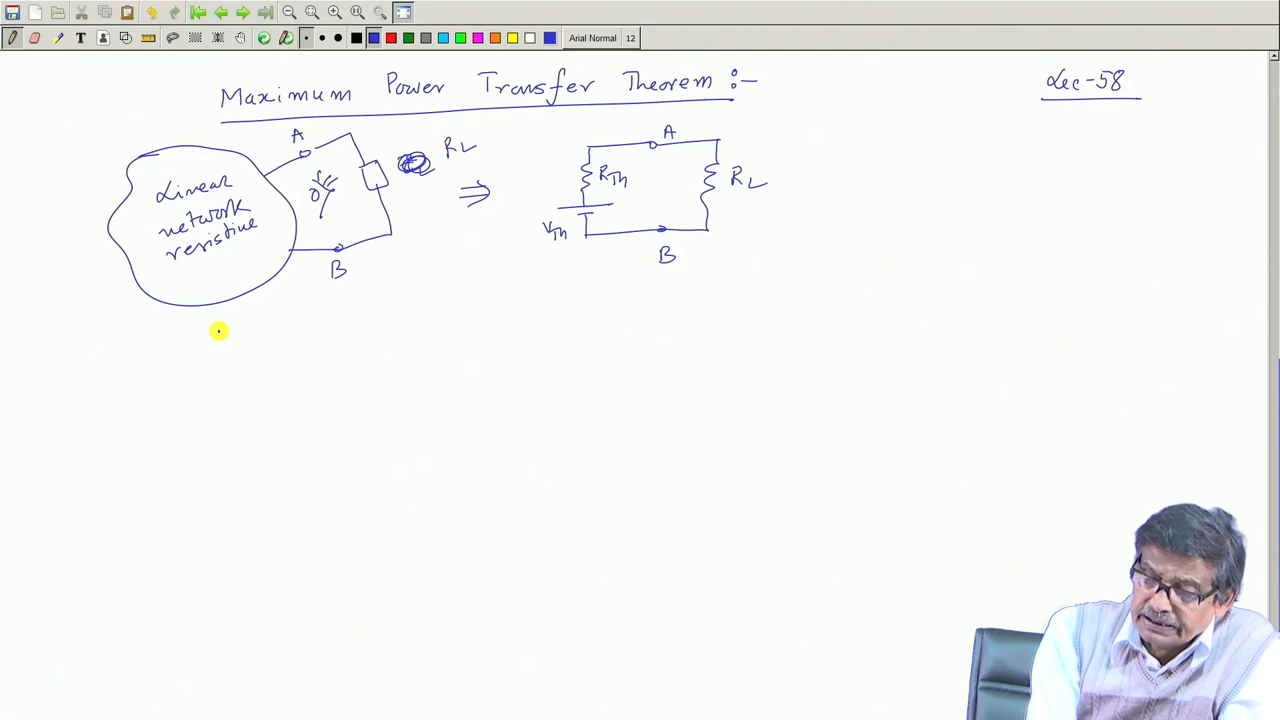 Arial Normal 12
Maximum Power Transfer Theorem :-
Lec-58
A
RL
Linear
network
resistive
B
⇒
A
RTh
RL
VTh
B